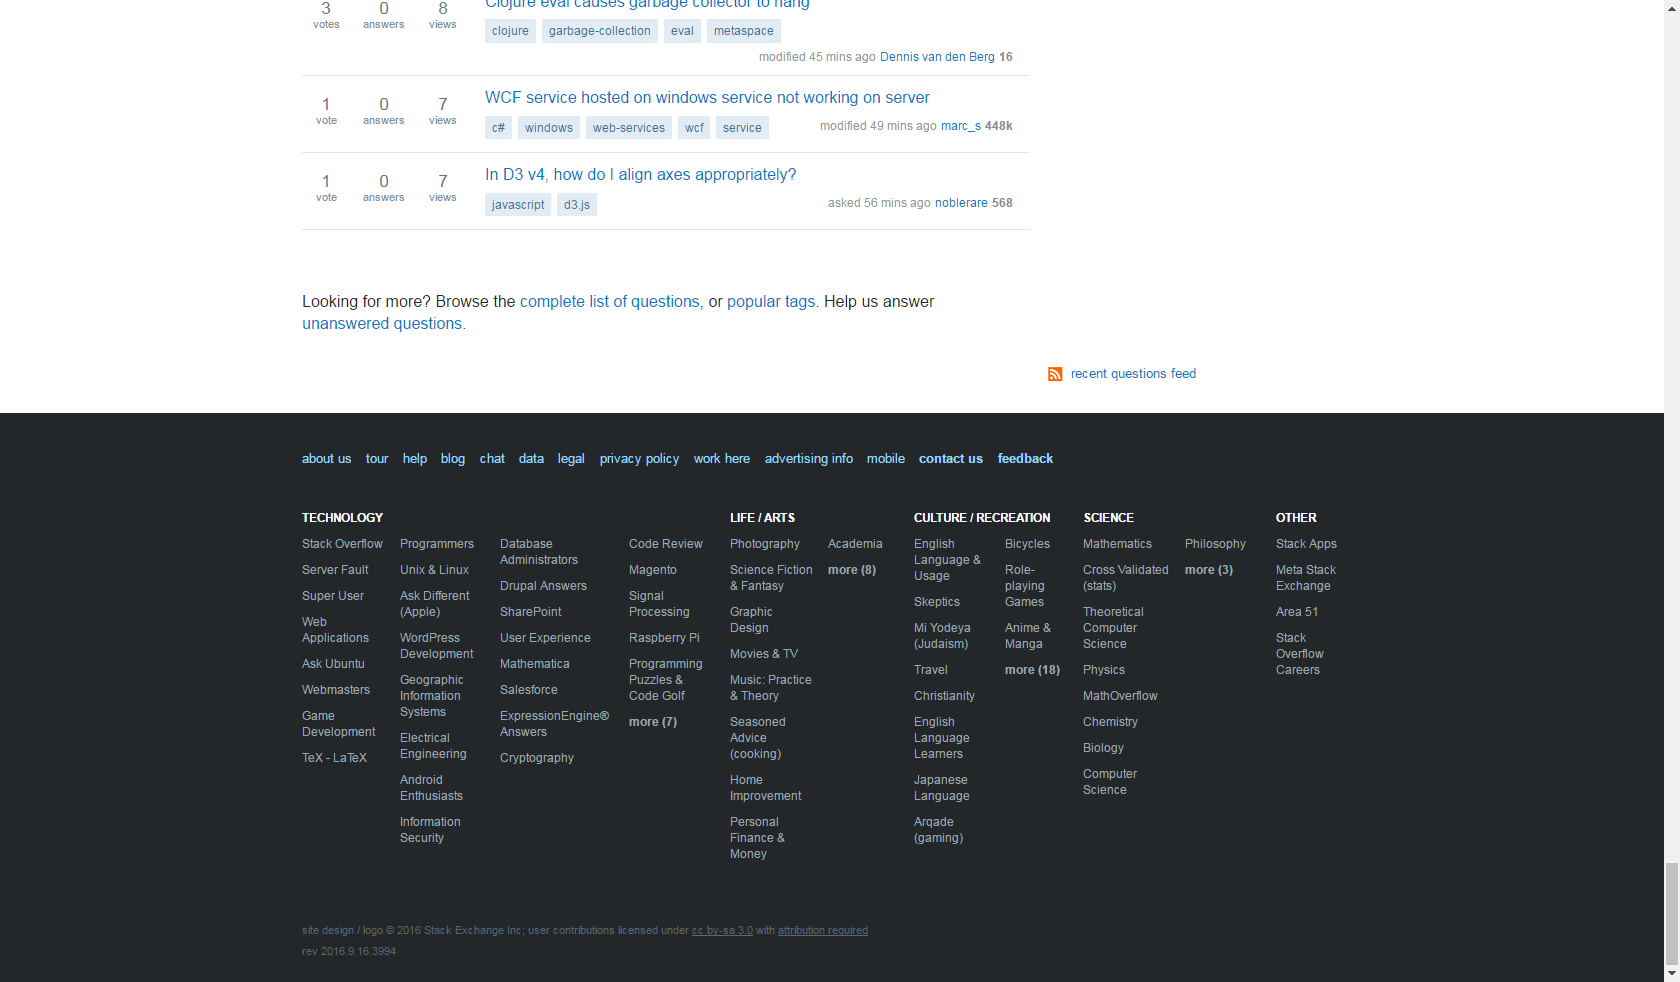 Clojure eval causes garbage collector to hang
3 0 8
votes answers views
clojure garbage-collection eval metaspace
modified 45 mins ago Dennis van den Berg 16
WCF service hosted on windows service not working on server
1 0 7
vote answers views
c# windows web-services wcf service
modified 49 mins ago marc_s 448k
In D3 v4, how do I align axes appropriately?
1 0 7
vote answers views
javascript d3.js
asked 56 mins ago noblerare 568
Looking for more? Browse the complete list of questions, or popular tags. Help us answer
unanswered questions.
recent questions feed
about us tour help blog chat data legal privacy policy work here advertising info mobile contact us feedback
TECHNOLOGY
Stack Overflow
Server Fault
Super User
Web
Applications
Ask Ubuntu
Webmasters
Game
Development
TeX - LaTeX
Programmers
Unix & Linux
Ask Different
(Apple)
WordPress
Development
Geographic
Information
Systems
Electrical
Engineering
Android
Enthusiasts
Information
Security
Database
Administrators
Drupal Answers
SharePoint
User Experience
Mathematica
Salesforce
ExpressionEngine®
Answers
Cryptography
Code Review
Magento
Signal
Processing
Raspberry Pi
Programming
Puzzles &
Code Golf
more (7)
LIFE / ARTS
Photography
Science Fiction
& Fantasy
Graphic
Design
Movies & TV
Music: Practice
& Theory
Seasoned
Advice
(cooking)
Home
Improvement
Personal
Finance &
Money
Academia
more (8)
CULTURE / RECREATION
English
Language &
Usage
Skeptics
Mi Yodeya
(Judaism)
Travel
Christianity
English
Language
Learners
Japanese
Language
Arqade
(gaming)
Bicycles
Role-
playing
Games
Anime &
Manga
more (18)
SCIENCE
Mathematics
Cross Validated
(stats)
Theoretical
Computer
Science
Physics
MathOverflow
Chemistry
Biology
Computer
Science
Philosophy
more (3)
OTHER
Stack Apps
Meta Stack
Exchange
Area 51
Stack
Overflow
Careers
site design / logo © 2016 Stack Exchange Inc; user contributions licensed under cc by-sa 3.0 with attribution required
rev 2016.9.16.3994